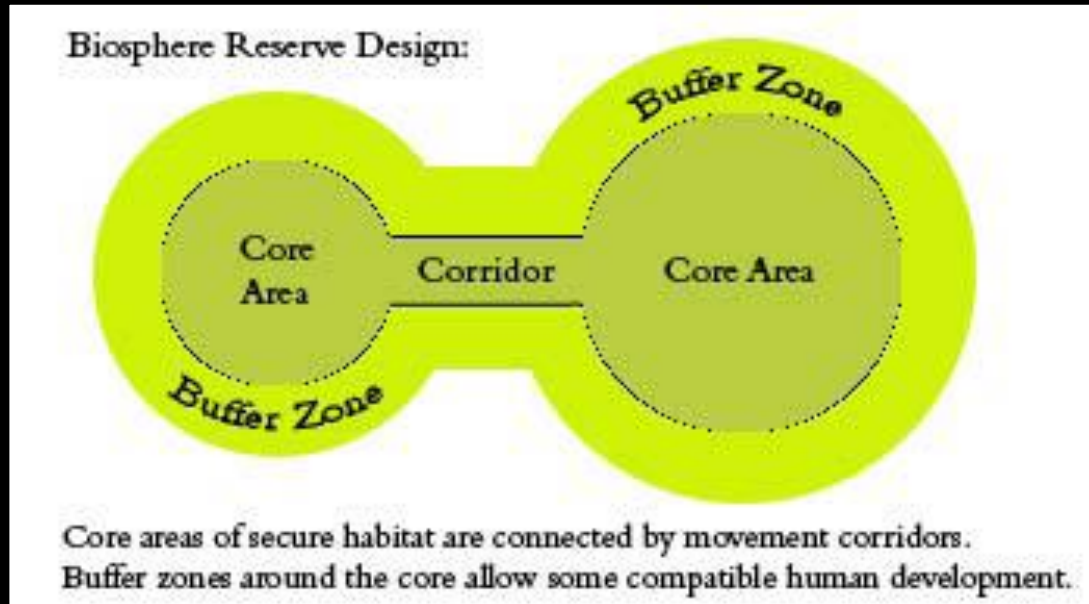 Biosphere Reserve Design:
Buffer Zone
Core
Area
Corridor
Core Area
Buffer Zone
Core areas of secure habitat are connected by movement corridors.
Buffer zones around the core allow some compatible human development.